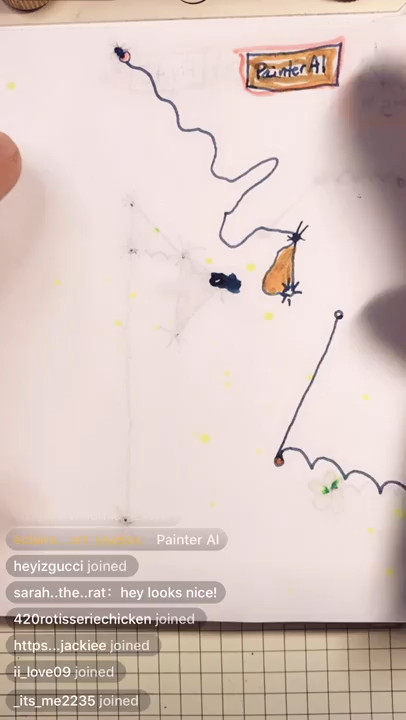 Painter AI
Painter AI
heyizgucci joined
sarah..the..rat: hey looks nice!
420rotisseriechicken joined
https...jackiee joined
ii_love09 joined
_its_me2235 joined